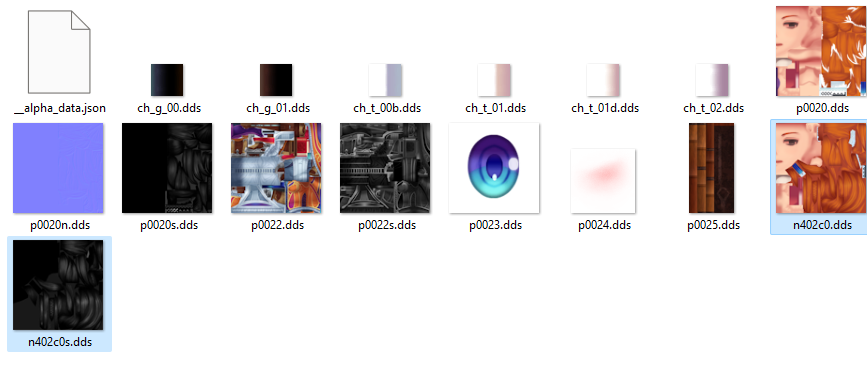 __alpha_data.json
ch_g_00.dds
ch_g_01.dds
ch_t_00b.dds
ch_t_01.dds
ch_t_01d.dds
ch_t_02.dds
p0020.dds
p0020n.dds
p0020s.dds
p0022.dds
p0022s.dds
p0023.dds
p0024.dds
p0025.dds
n402c0.dds
n402c0s.dds